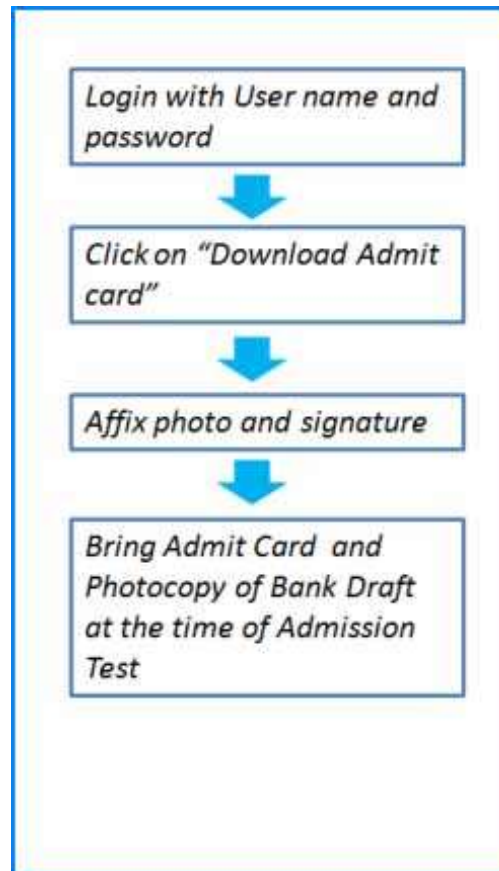 Login with User name and
password
Click on “Download Admit
card”
Affix photo and signature
Bring Admit Card and
Photocopy of Bank Draft
at the time of Admission
Test